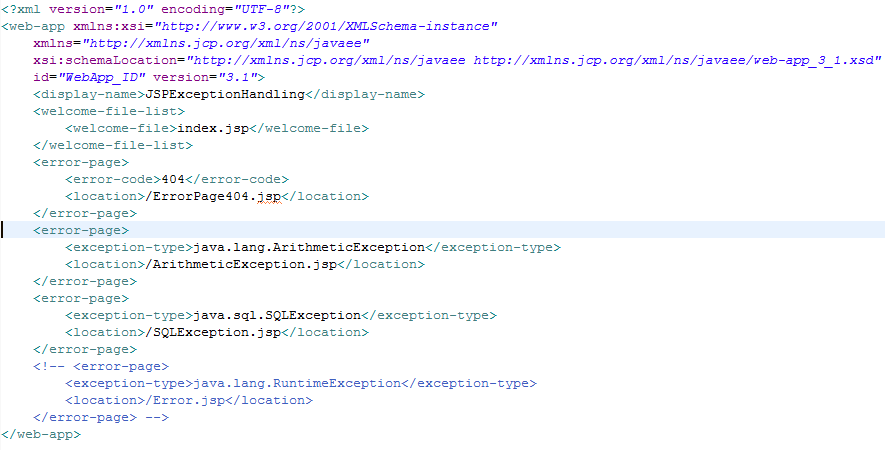 <?xml version="1.0" encoding="UTF-8"?>
<web-app xmlns:xsi="http://www.w3.org/2001/XMLSchema-instance"
    xmlns="http://xmlns.jcp.org/xml/ns/javaee"
    xsi:schemaLocation="http://xmlns.jcp.org/xml/ns/javaee http://xmlns.jcp.org/xml/ns/javaee/web-app_3_1.xsd"
    id="WebApp_ID" version="3.1">
    <display-name>JSPExceptionHandling</display-name>
    <welcome-file-list>
        <welcome-file>index.jsp</welcome-file>
    </welcome-file-list>
    <error-page>
        <error-code>404</error-code>
        <location>/ErrorPage404.jsp</location>
    </error-page>
    <error-page>
        <exception-type>java.lang.ArithmeticException</exception-type>
        <location>/ArithmeticException.jsp</location>
    </error-page>
    <error-page>
        <exception-type>java.sql.SQLException</exception-type>
        <location>/SQLException.jsp</location>
    </error-page>
    <!-- <error-page>
        <exception-type>java.lang.RuntimeException</exception-type>
        <location>/Error.jsp</location>
    </error-page> -->
</web-app>